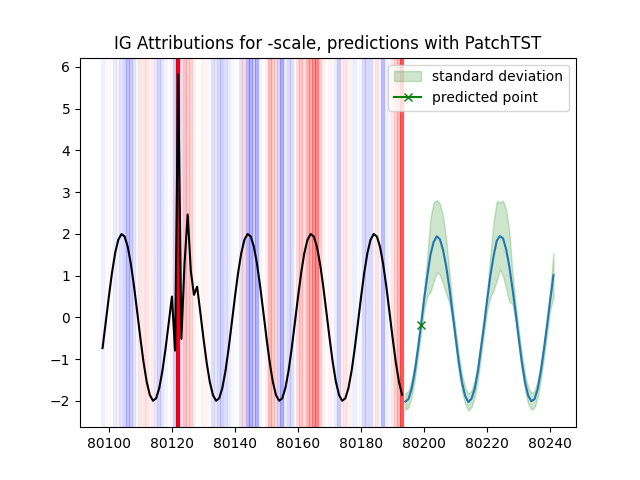 IG Attributions for -scale, predictions with PatchTST
standard deviation
predicted point
6
5
4
3
2
1
0
−1
−2
80100 80120 80140 80160 80180 80200 80220 80240